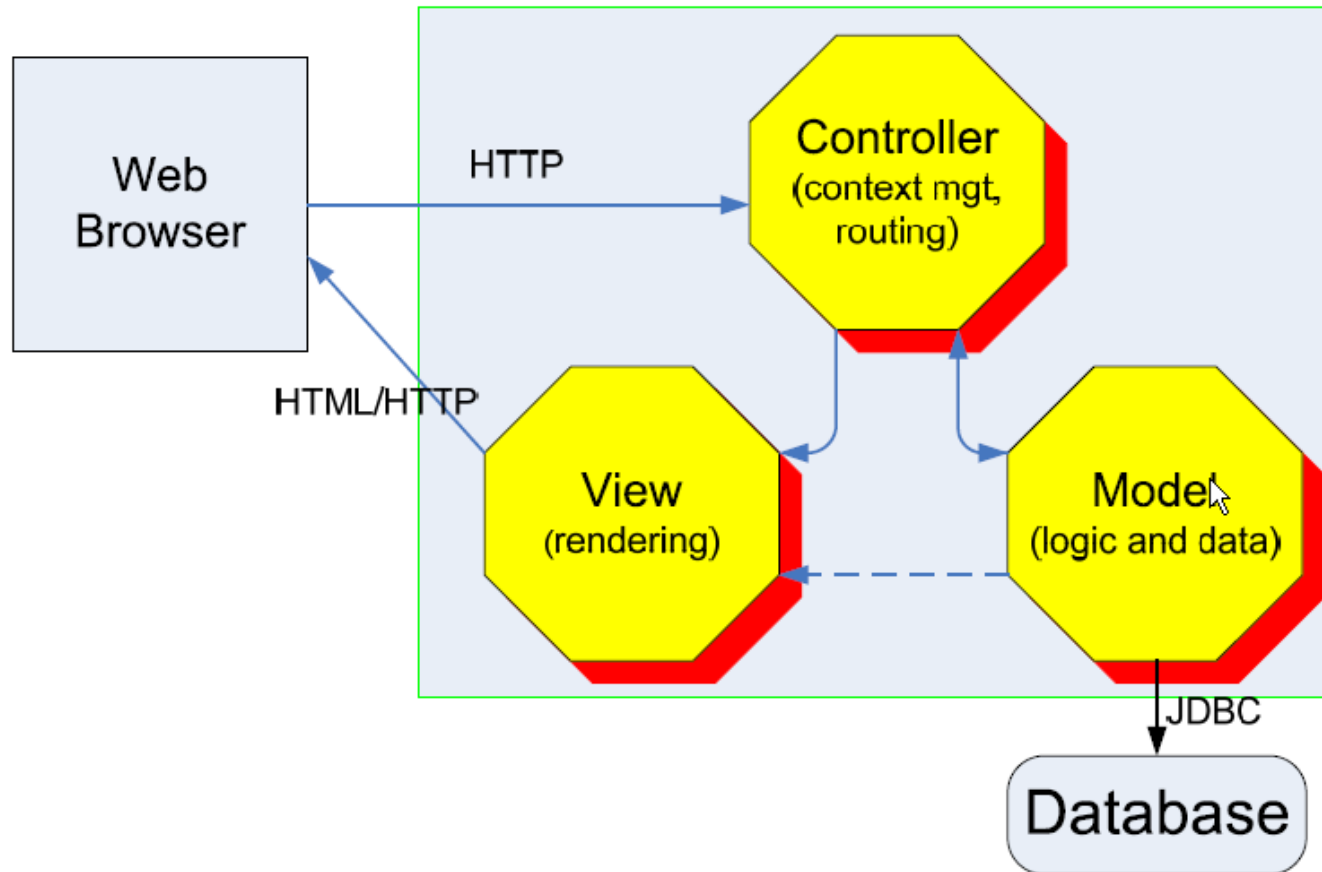 Web
Browser
HTTP
Controller
(context mgt,
routing)
HTML/HTTP
View
(rendering)
Model
(logic and data)
JDBC
Database